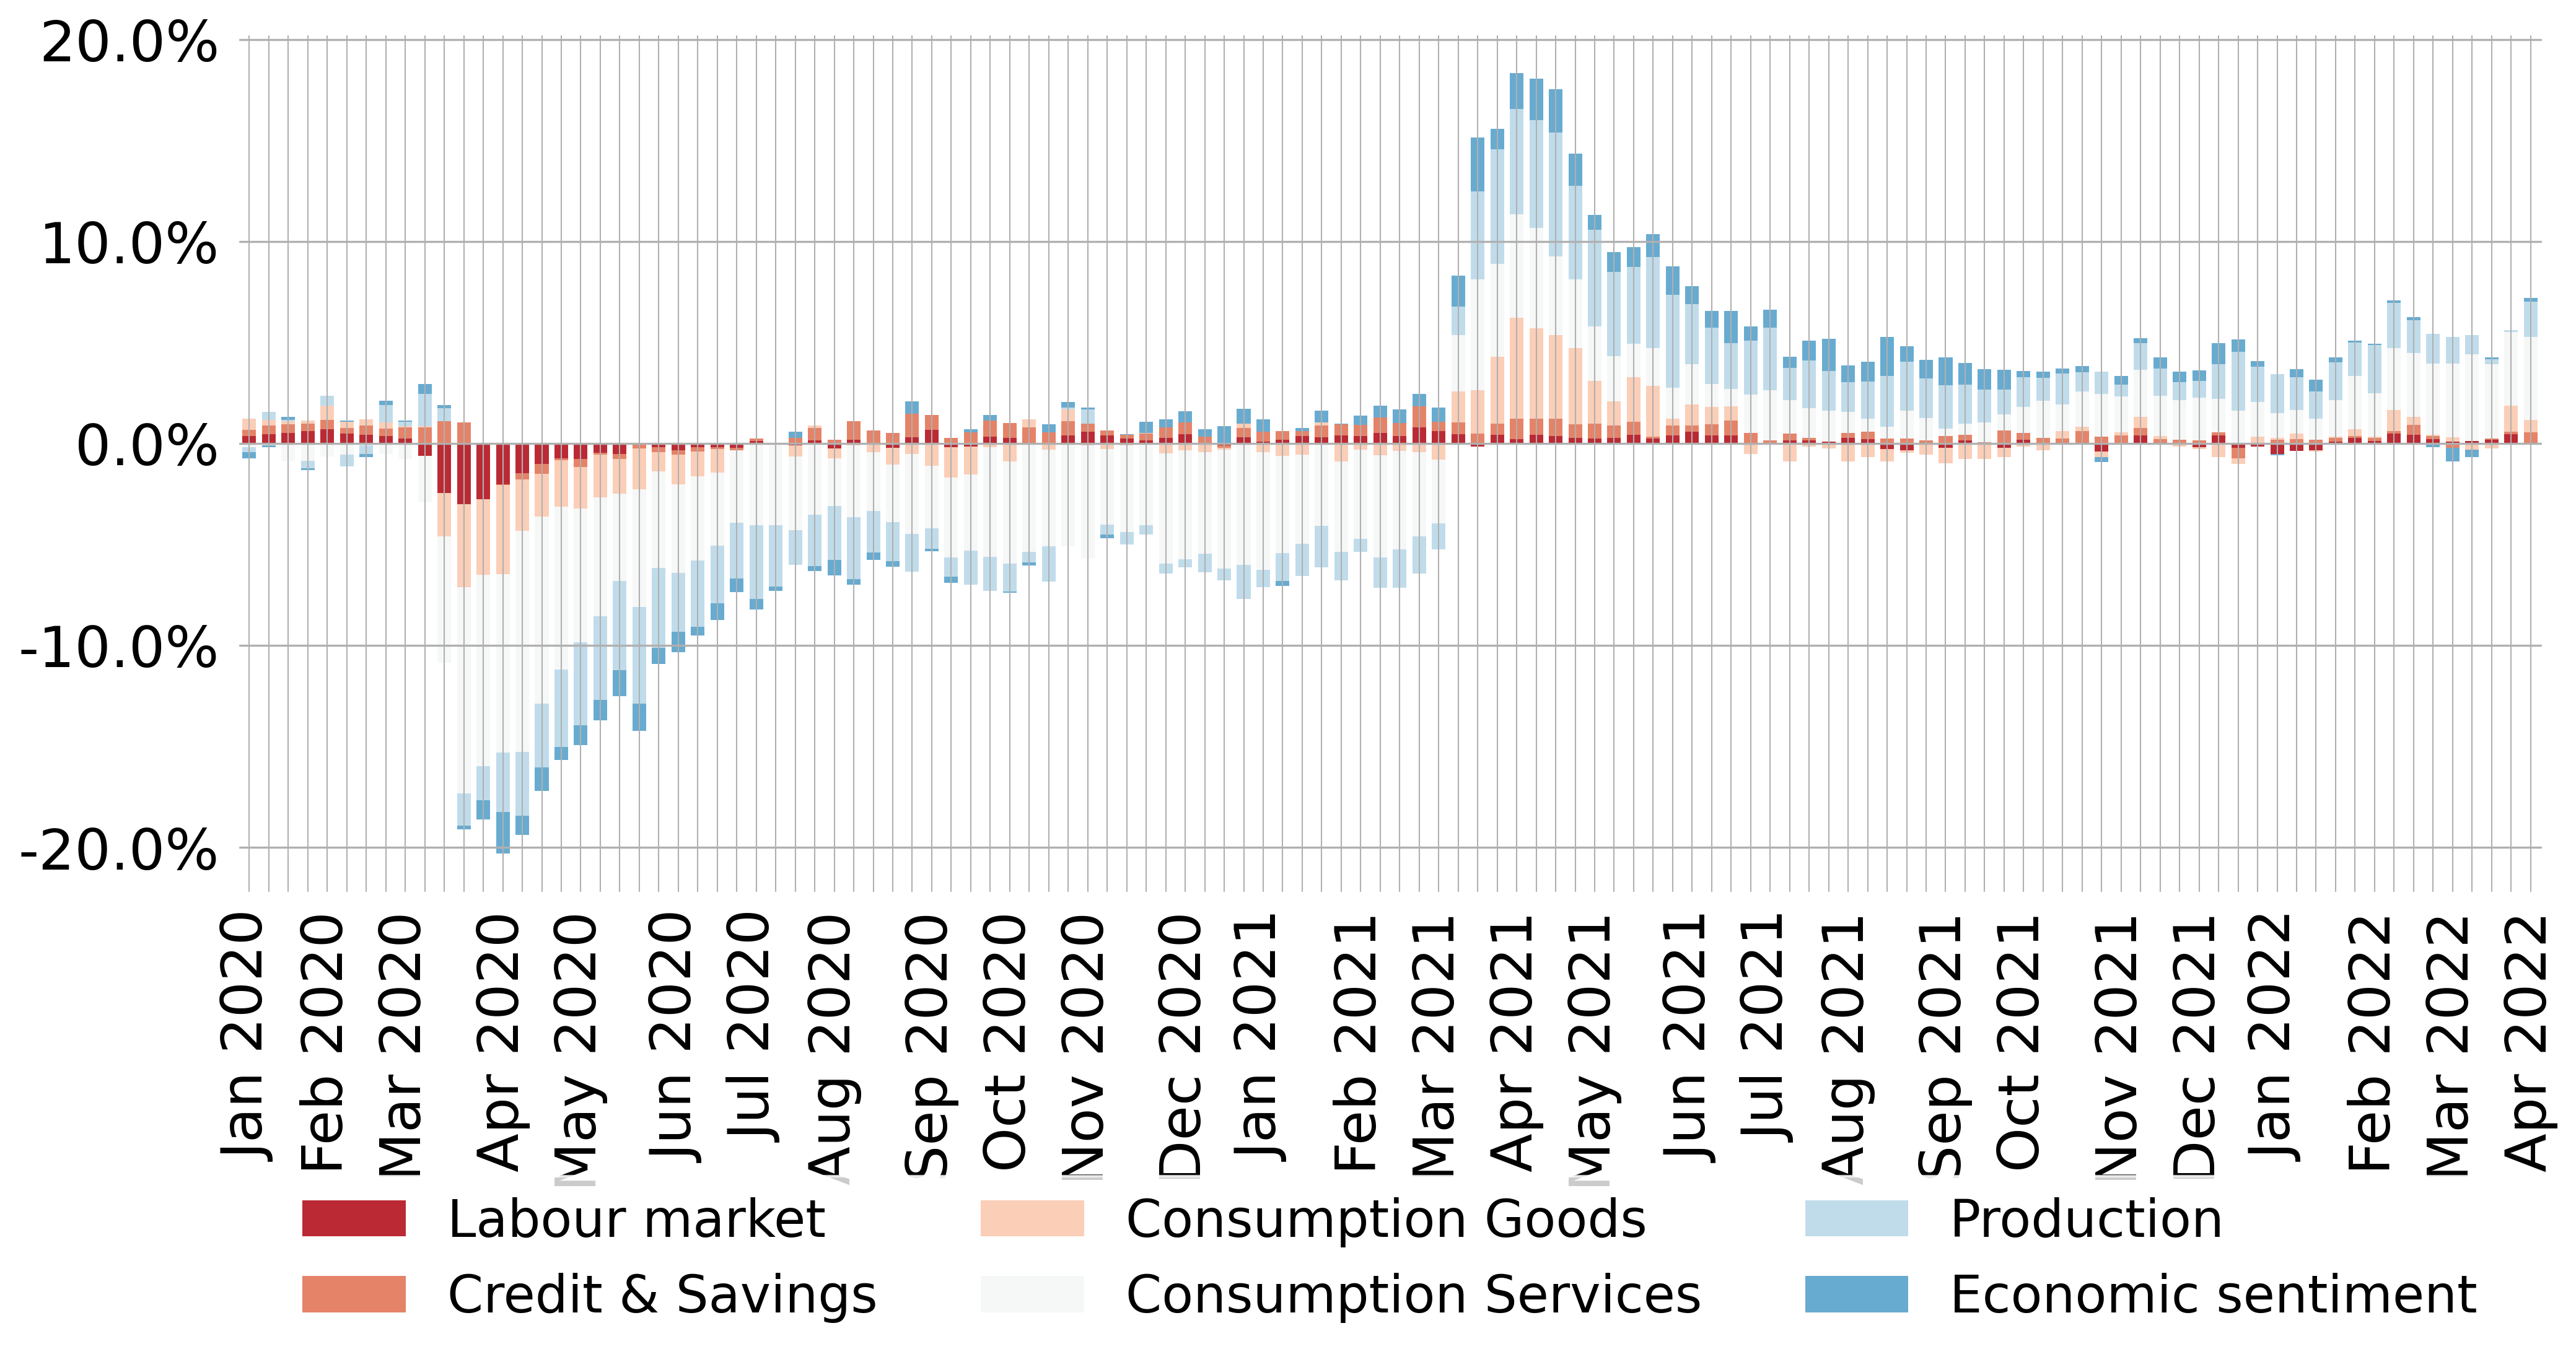 20.0%
10.0%
0.0%
-10.0%
-20.0%
Jan 2020
Feb 2020
Mar 2020
Apr 2020
May 2020
Jun 2020
Jul 2020
Aug 2020
Sep 2020
Oct 2020
Nov 2020
Dec 2020
Jan 2021
Feb 2021
Mar 2021
Apr 2021
May 2021
Jun 2021
Jul 2021
Aug 2021
Sep 2021
Oct 2021
Nov 2021
Dec 2021
Jan 2022
Feb 2022
Mar 2022
Apr 2022
Labour market
Consumption Goods
Production
Credit & Savings
Consumption Services
Economic sentiment